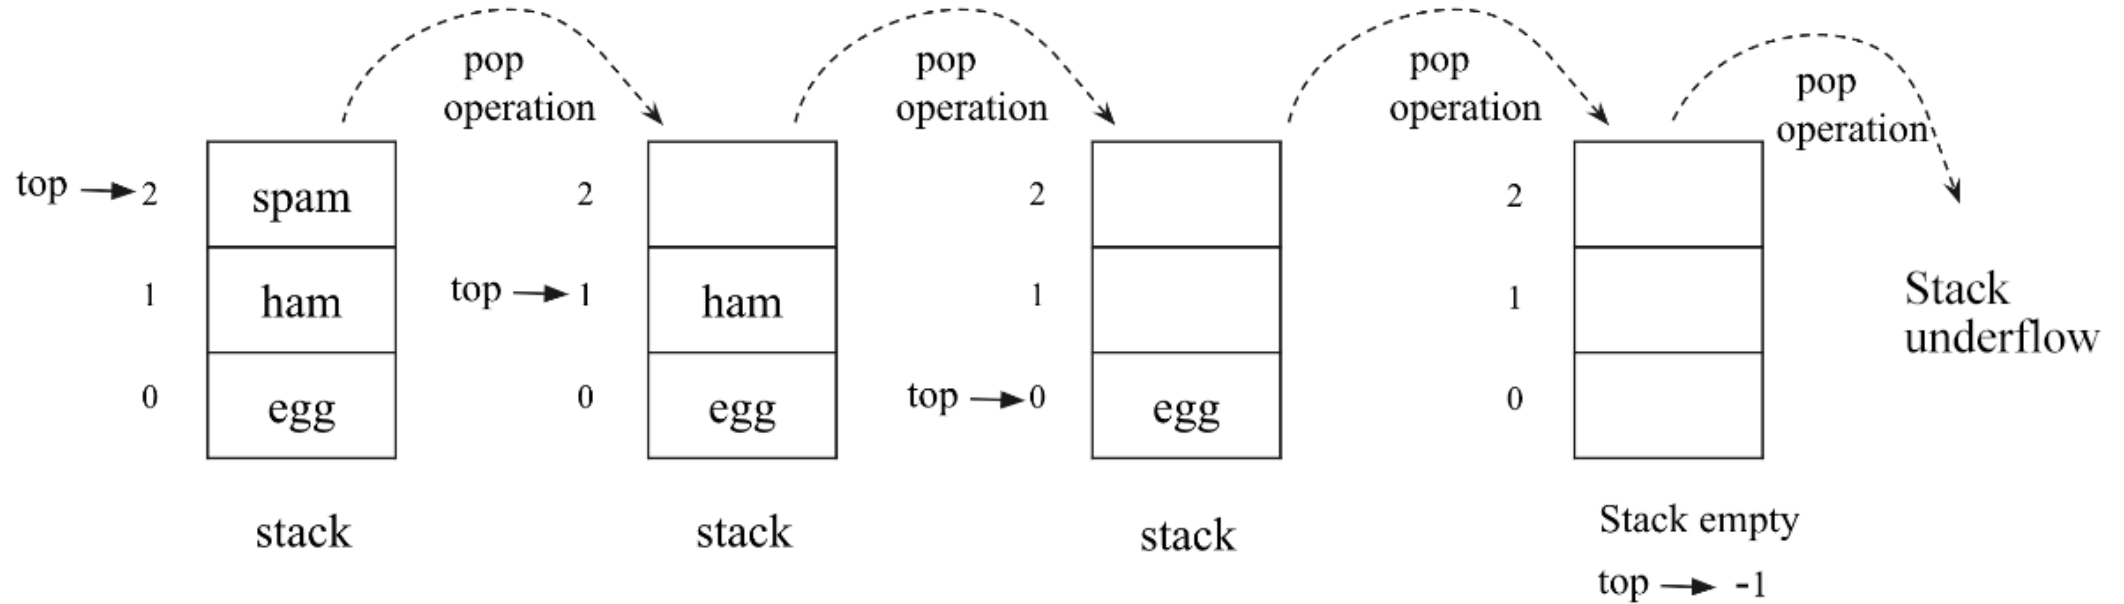 pop
operation
pop
operation
pop
operation
pop
operation
top 2
spam
1
ham
0
egg
stack
2
top 1
ham
0
egg
stack
2
1
top 0
egg
stack
2
1
0
Stack empty
top -1
Stack
underflow